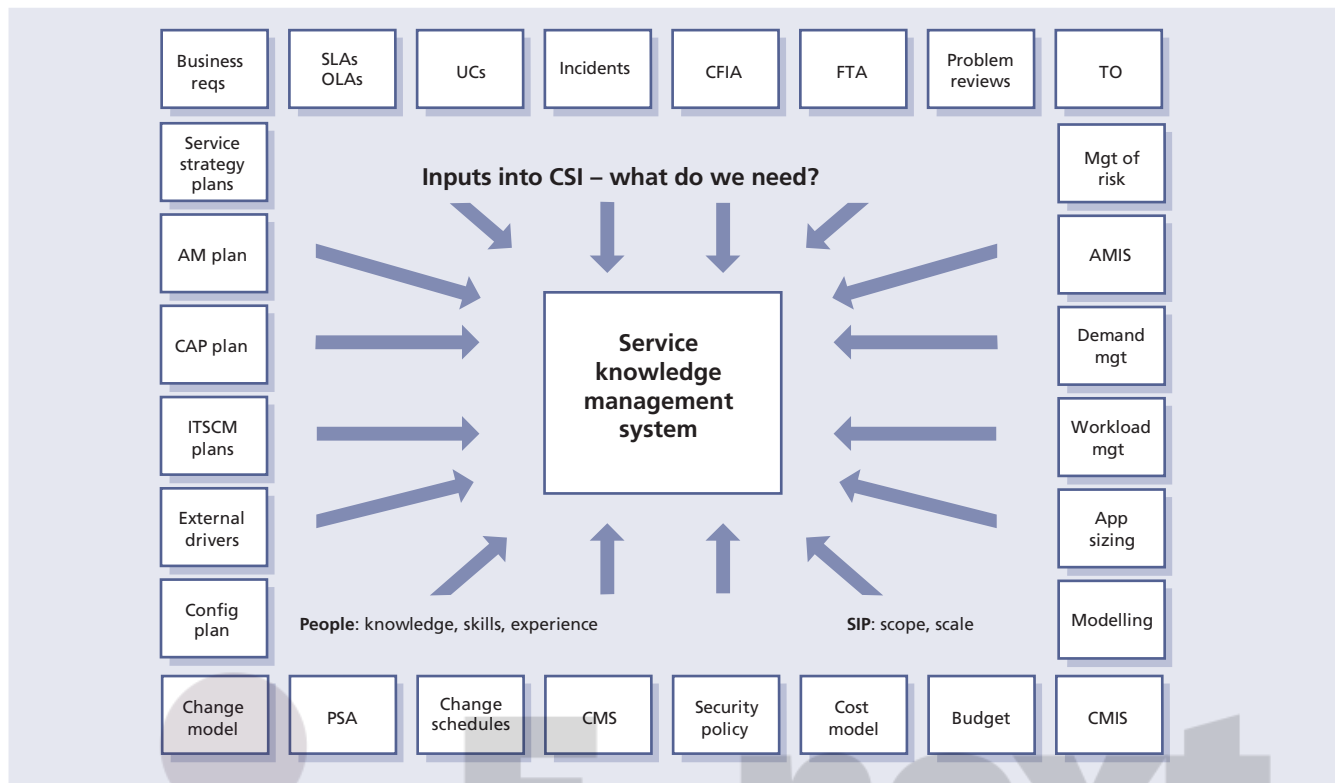 Business
reqs
SLAs
OLAs
UCs
Incidents
CFIA
FTA
Problem
reviews
TO
Service
strategy
plans
Inputs into CSI – what do we need?
Mgt of
risk
AM plan
AMIS
CAP plan
Service
knowledge
management
system
Demand
mgt
ITSCM
plans
Workload
mgt
External
drivers
App
sizing
Config
plan
People: knowledge, skills, experience
SIP: scope, scale
Modelling
Change
model
PSA
Change
schedules
CMS
Security
policy
Cost
model
Budget
CMIS